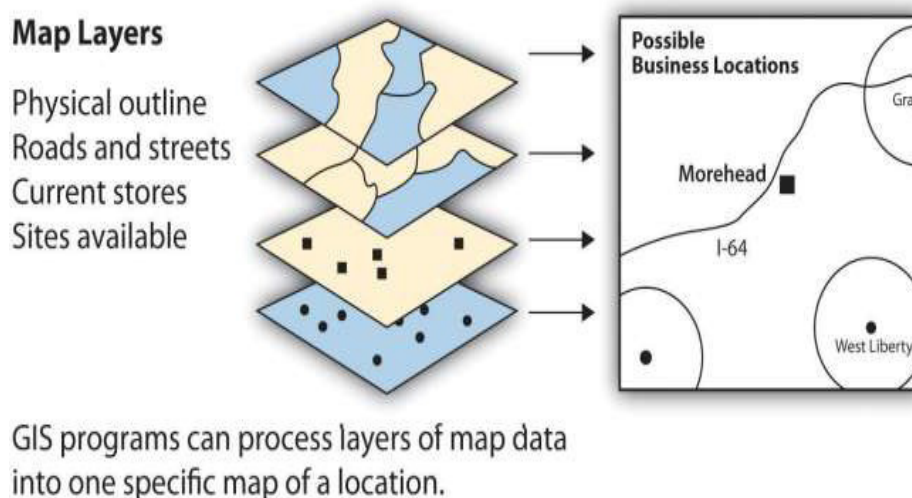 Map Layers
Physical outline
Roads and streets
Current stores
Sites available
Possible
Business Locations
Gra
Morehead
I-64
West Liberty
GIS programs can process layers of map data
into one specific map of a location.